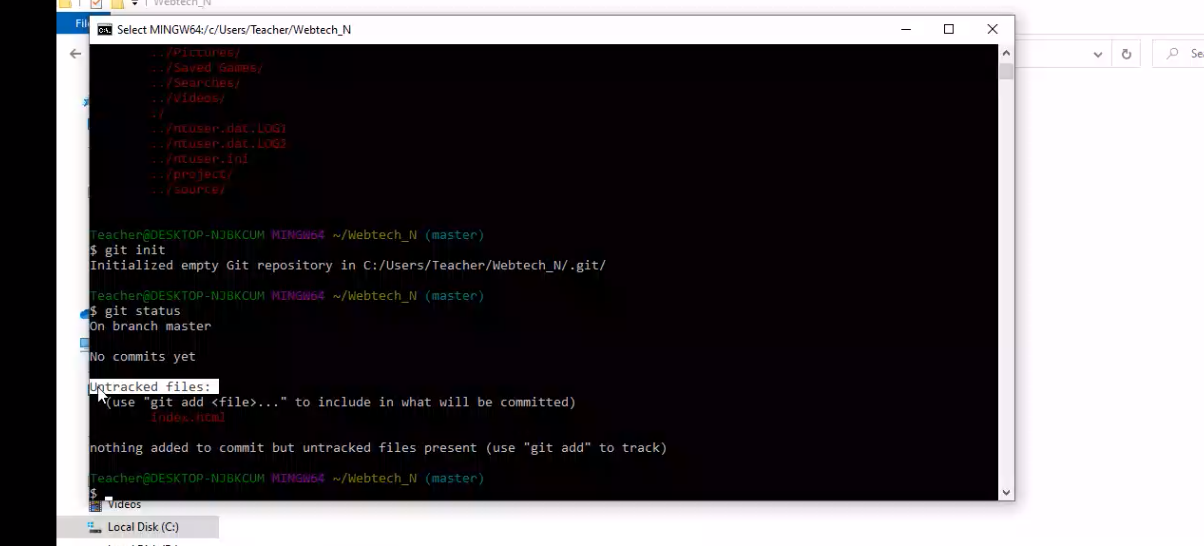 Webtech_N
Fil
Select MINGW64:/c/Users/Teacher/Webtech_N
Se
../Pictures/
../Saved Games/
../Searches/
../Videos/
./
../ntuser.dat.LOG1
../ntuser.dat.LOG2
../ntuser.ini
../project/
../source/
Teacher@DESKTOP-NJBKCUM MINGW64 ~/Webtech_N (master)
$ git init
Initialized empty Git repository in C:/Users/Teacher/Webtech_N/.git/
Teacher@DESKTOP-NJBKCUM MINGW64 ~/Webtech_N (master)
$ git status
On branch master
No commits yet
Untracked files:
(use "git add <file>..." to include in what will be committed)
index.html
nothing added to commit but untracked files present (use "git add" to track)
Teacher@DESKTOP-NJBKCUM MINGW64 ~/Webtech_N (master)
$
Videos
Local Disk (C:)